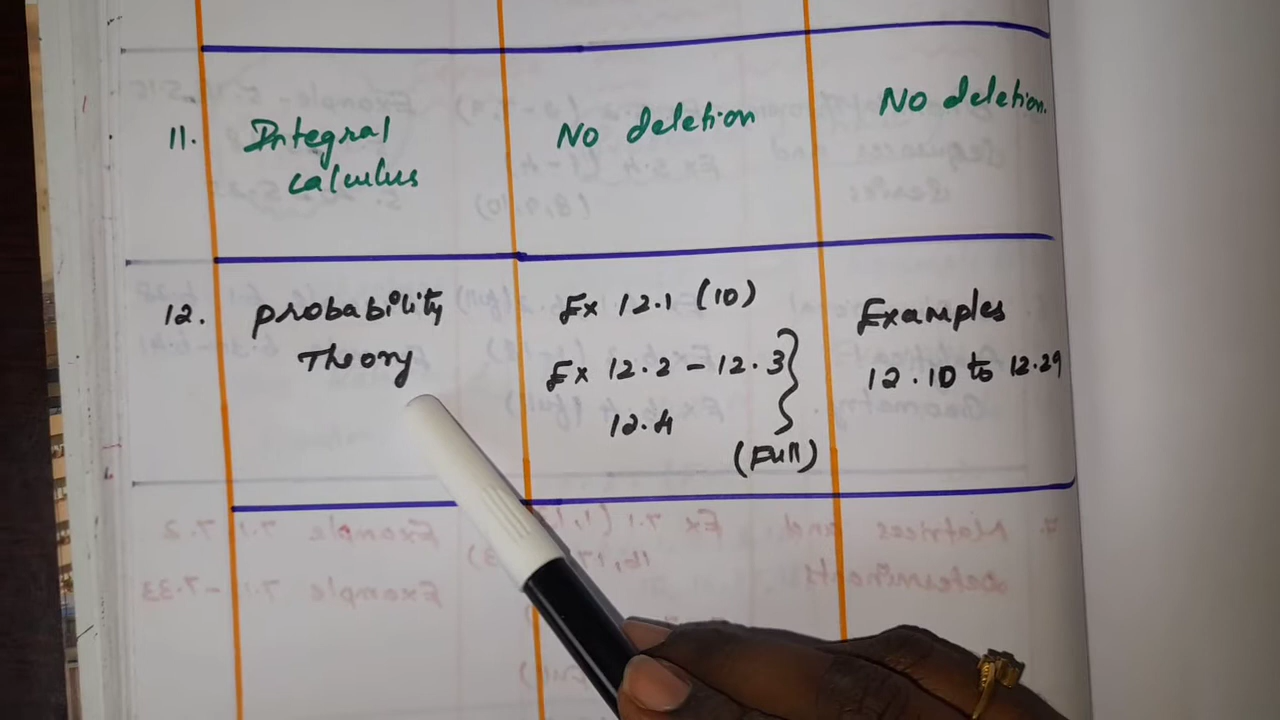 11. Integral calculus No deletion No deletion.
12. Probability Theory
Ex 12.1 (10)
Ex 12.2 - 12.3
12.4
(Full)
Examples
12.10 to 12.29